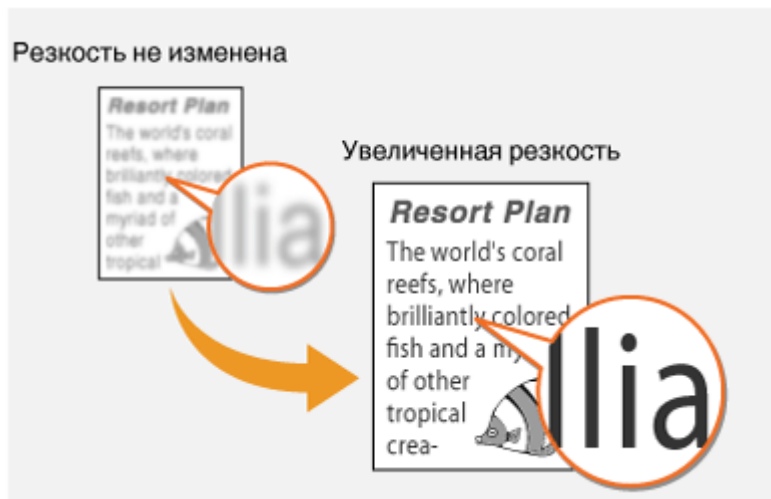 Резкость не изменена
Resort Plan
The world's coral
reefs, where
brilliantly colored
fish and a
myriad of
other
tropical
llia
Увеличенная резкость
Resort Plan
The world's coral
reefs, where
brilliantly colored
fish and a my
of other
tropical
crea-
llia